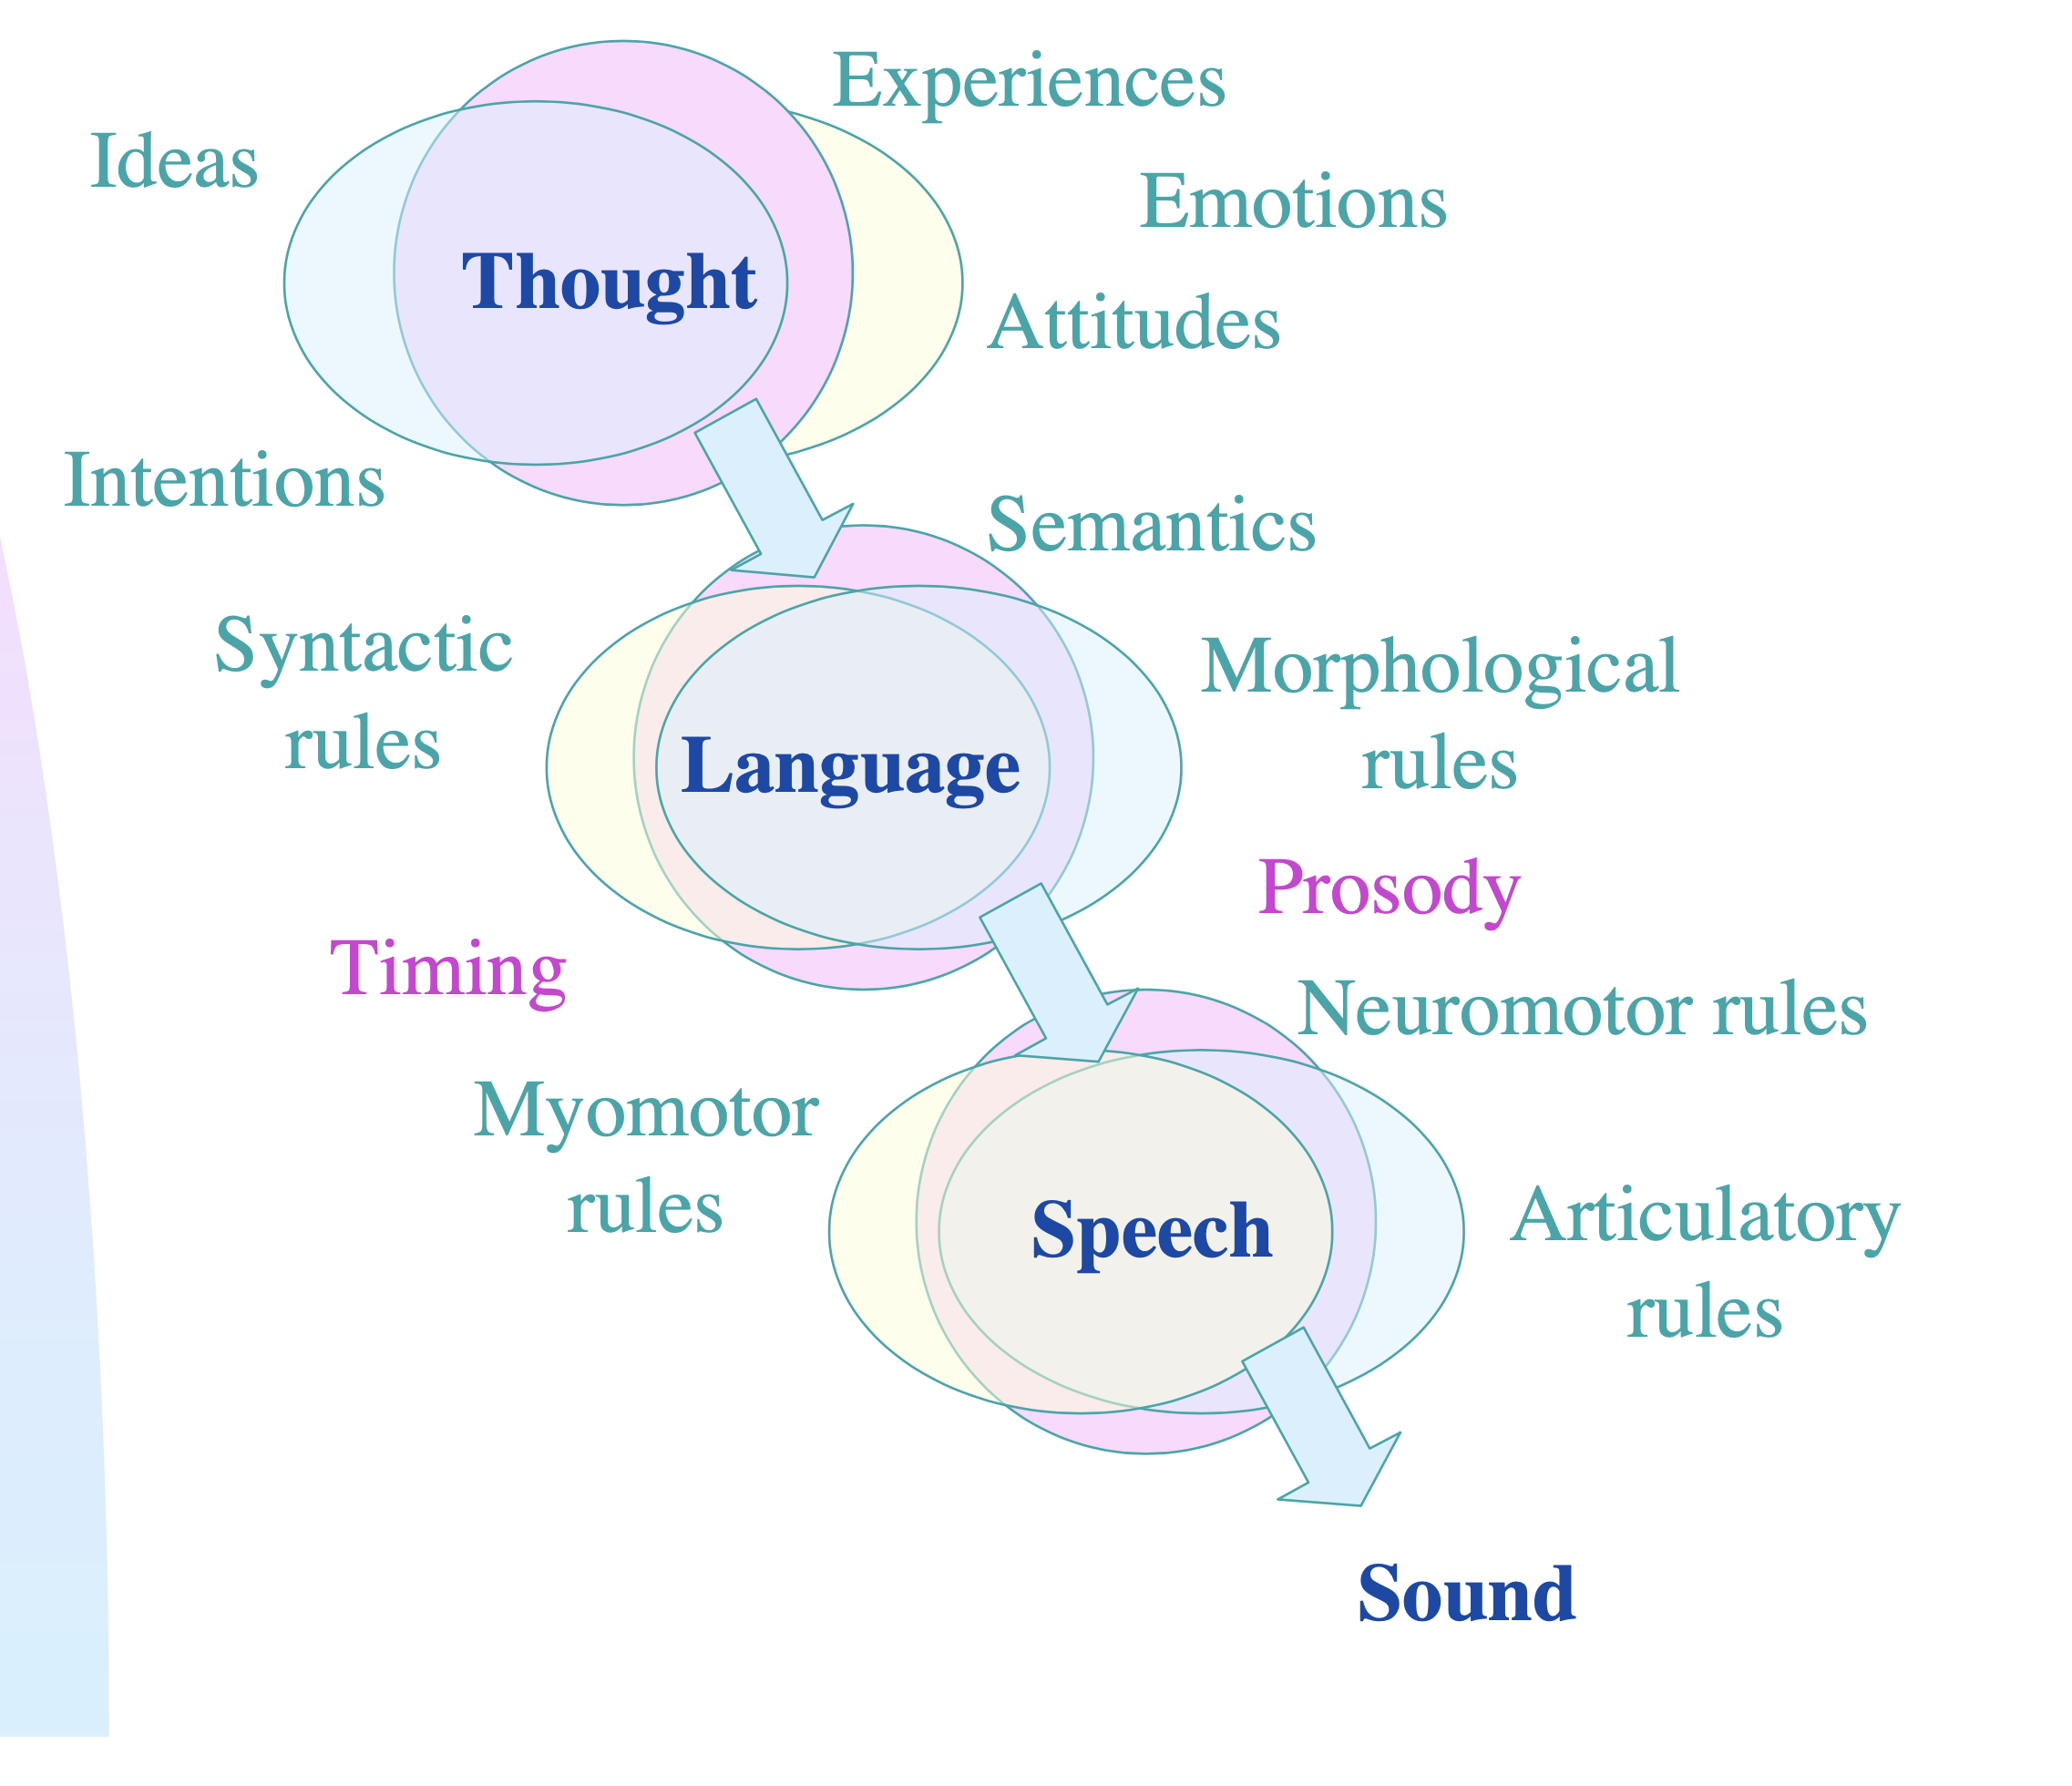 Experiences
Ideas
Emotions
Thought
Attitudes
Intentions
Semantics
Syntactic
rules
Morphological
rules
Language
Prosody
Timing
Neuromotor rules
Myomotor
rules
Speech
Articulatory
rules
Sound